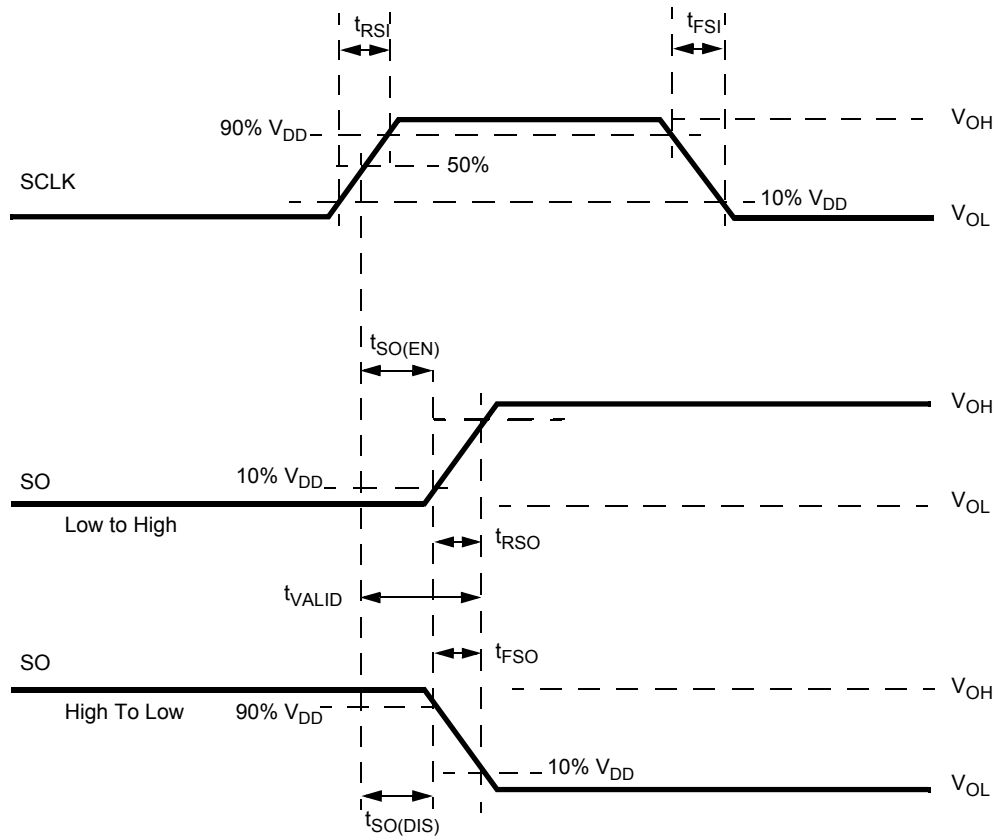 tRSI
tFSI
90% VDD
VOH
50%
SCLK
10% VDD
VOL
tSO(EN)
VOH
10% VDD
SO
VOL
Low to High
tRSO
tVALID
tFSO
SO
VOH
High To Low
90% VDD
10% VDD
VOL
tSO(DIS)